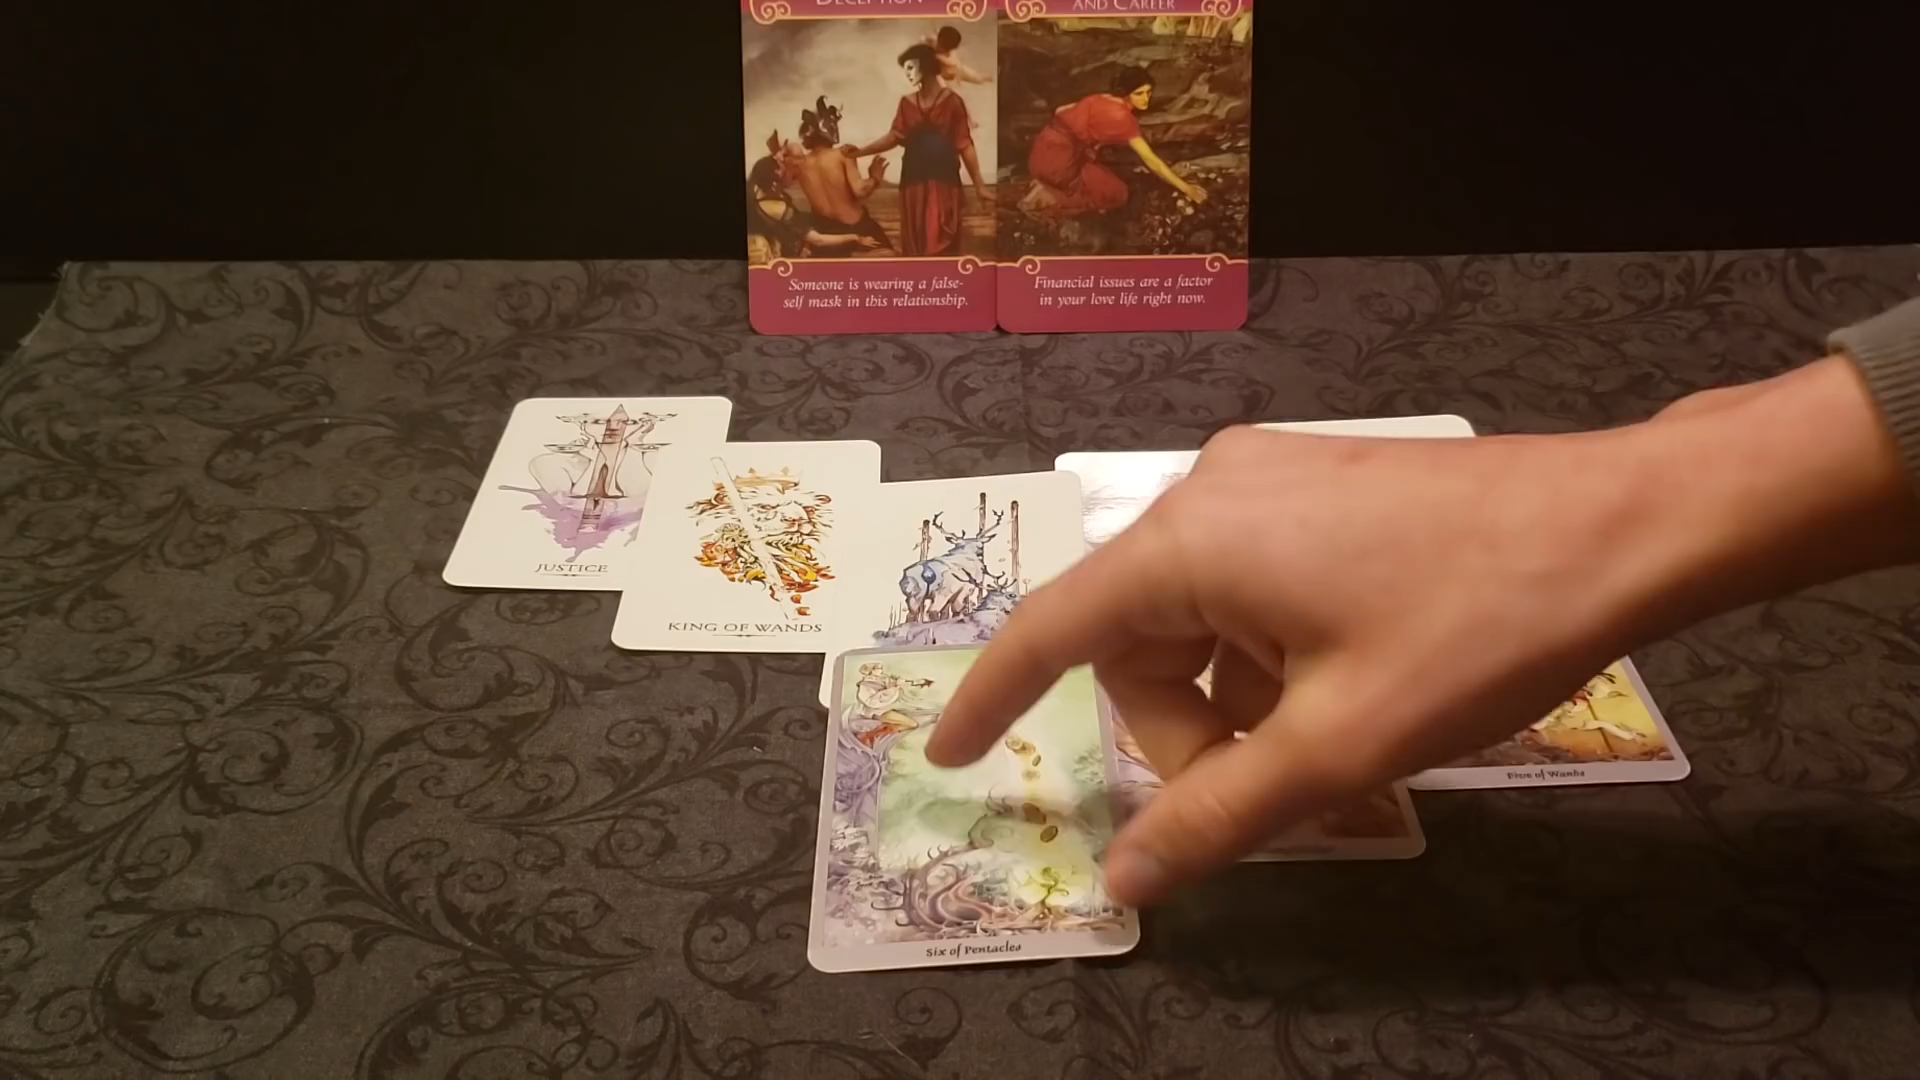 DECEPTION
AND CAREER
Someone is wearing a false-
self mask in this relationship.
Financial issues are a factor
in your love life right now.
JUSTICE
KING OF WANDS
Six of Pentacles
Five of Wands